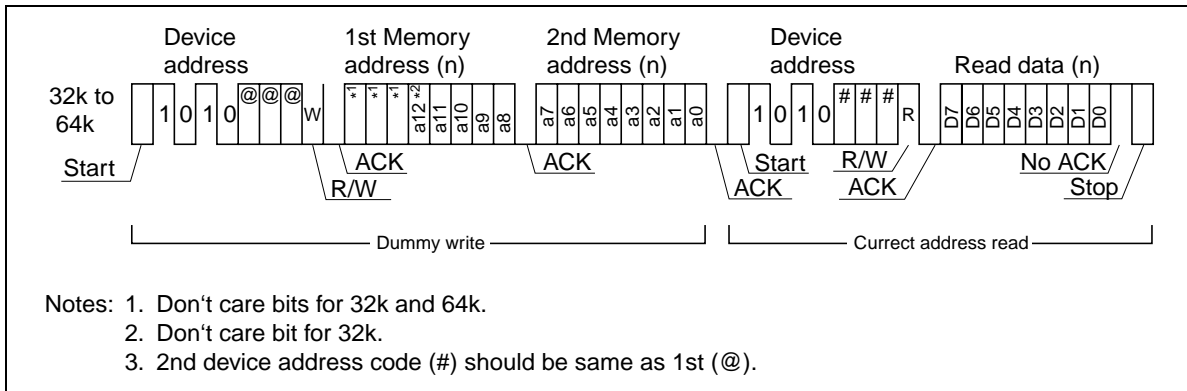 Device address 1st Memory address (n) 2nd Memory address (n) Device address Read data (n)
32k to 64k
1 0 1 0 @ @ @ W *1 *1 *1 a12*2 a11 a10 a9 a8 a7 a6 a5 a4 a3 a2 a1 a0 1 0 1 0 # # # R D7 D6 D5 D4 D3 D2 D1 D0
Start ACK ACK Start R/W No ACK
R/W ACK ACK Stop
Dummy write Currect address read
Notes: 1. Don‘t care bits for 32k and 64k.
2. Don‘t care bit for 32k.
3. 2nd device address code (#) should be same as 1st (@).